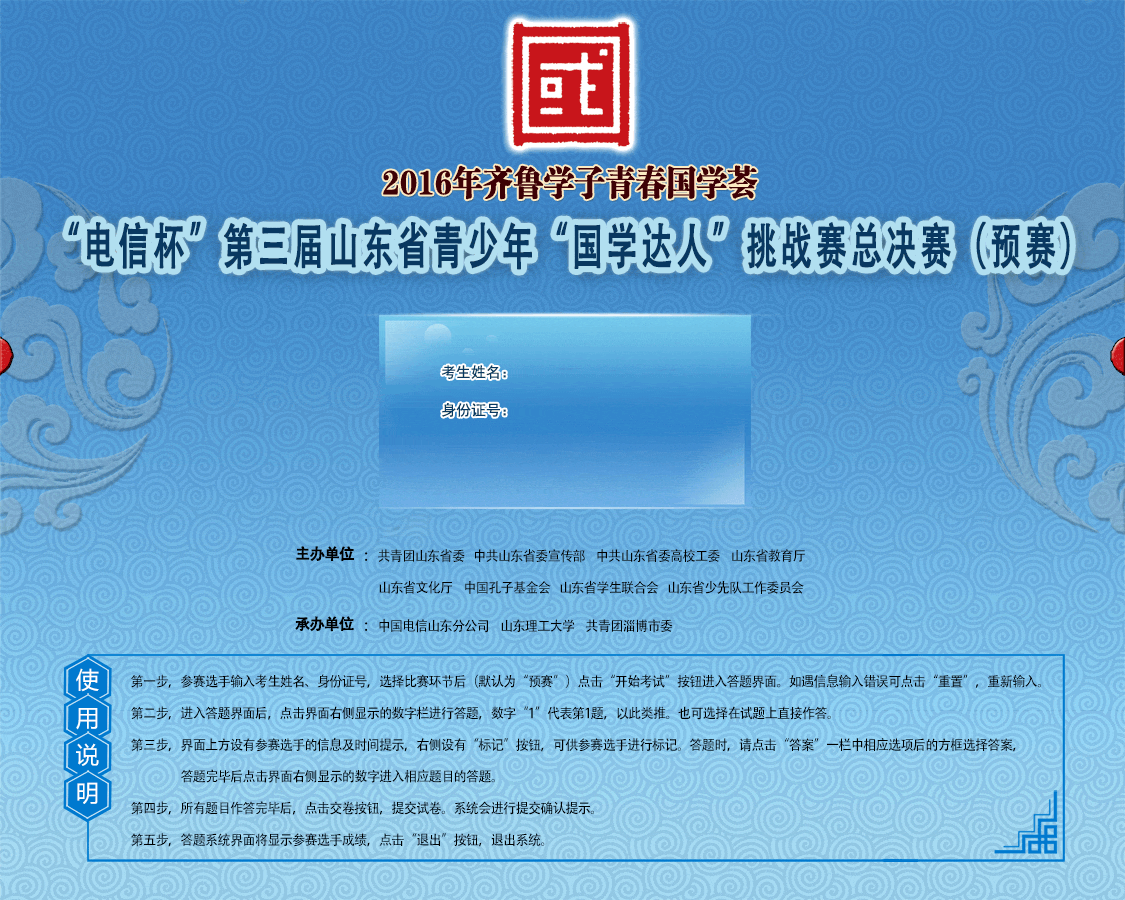 2016年齐鲁学子青春国学荟
“电信杯”第三届山东省青少年“国学达人”挑战赛总决赛（预赛）
考生姓名：
身份证号：
主办单位：共青团山东省委 中共山东省委宣传部 中共山东省委高校工委 山东省教育厅
山东省文化厅 中国孔子基金会 山东省学生联合会 山东省少先队工作委员会
承办单位：中国电信山东分公司 山东理工大学 共青团淄博市委
使用说明
第一步，参赛选手输入考生姓名、身份证号，选择比赛环节后（默认为“预赛”）点击“开始考试”按钮进入答题界面。如遇信息输入错误可点击“重置”，重新输入。
第二步，进入答题界面后，点击界面右侧显示的数字栏进行答题，数字“1”代表第1题，以此类推。也可选择在试题上直接作答。
第三步，界面上方设有参赛选手的信息及时间提示，右侧设有“标记”按钮，可供参赛选手进行标记。答题时，请点击“答案”一栏中相应选项后的方框选择答案，
答题完毕后点击界面右侧显示的数字进入相应题目的答题。
第四步，所有题目作答完毕后，点击交卷按钮，提交试卷。系统会进行提交确认提示。
第五步，答题系统界面将显示参赛选手成绩，点击“退出”按钮，退出系统。